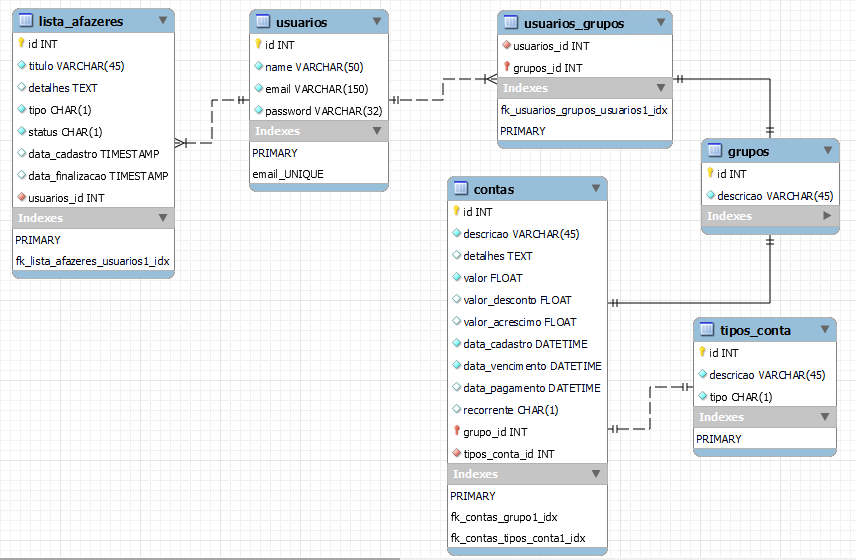 lista_afazeres
id INT
titulo VARCHAR(45)
detalhes TEXT
tipo CHAR(1)
status CHAR(1)
data_cadastro TIMESTAMP
data_finalizacao TIMESTAMP
usuarios_id INT
Indexes
PRIMARY
fk_lista_afazeres_usuarios1_idx
usuarios
id INT
name VARCHAR(50)
email VARCHAR(150)
password VARCHAR(32)
Indexes
PRIMARY
email_UNIQUE
usuarios_grupos
usuarios_id INT
grupos_id INT
Indexes
fk_usuarios_grupos_usuarios1_idx
PRIMARY
grupos
id INT
descricao VARCHAR(45)
Indexes
contas
id INT
descricao VARCHAR(45)
detalhes TEXT
valor FLOAT
valor_desconto FLOAT
valor_acrescimo FLOAT
data_cadastro DATETIME
data_vencimento DATETIME
data_pagamento DATETIME
recorrente CHAR(1)
grupo_id INT
tipos_conta_id INT
Indexes
PRIMARY
fk_contas_grupo1_idx
fk_contas_tipos_conta1_idx
tipos_conta
id INT
descricao VARCHAR(45)
tipo CHAR(1)
Indexes
PRIMARY